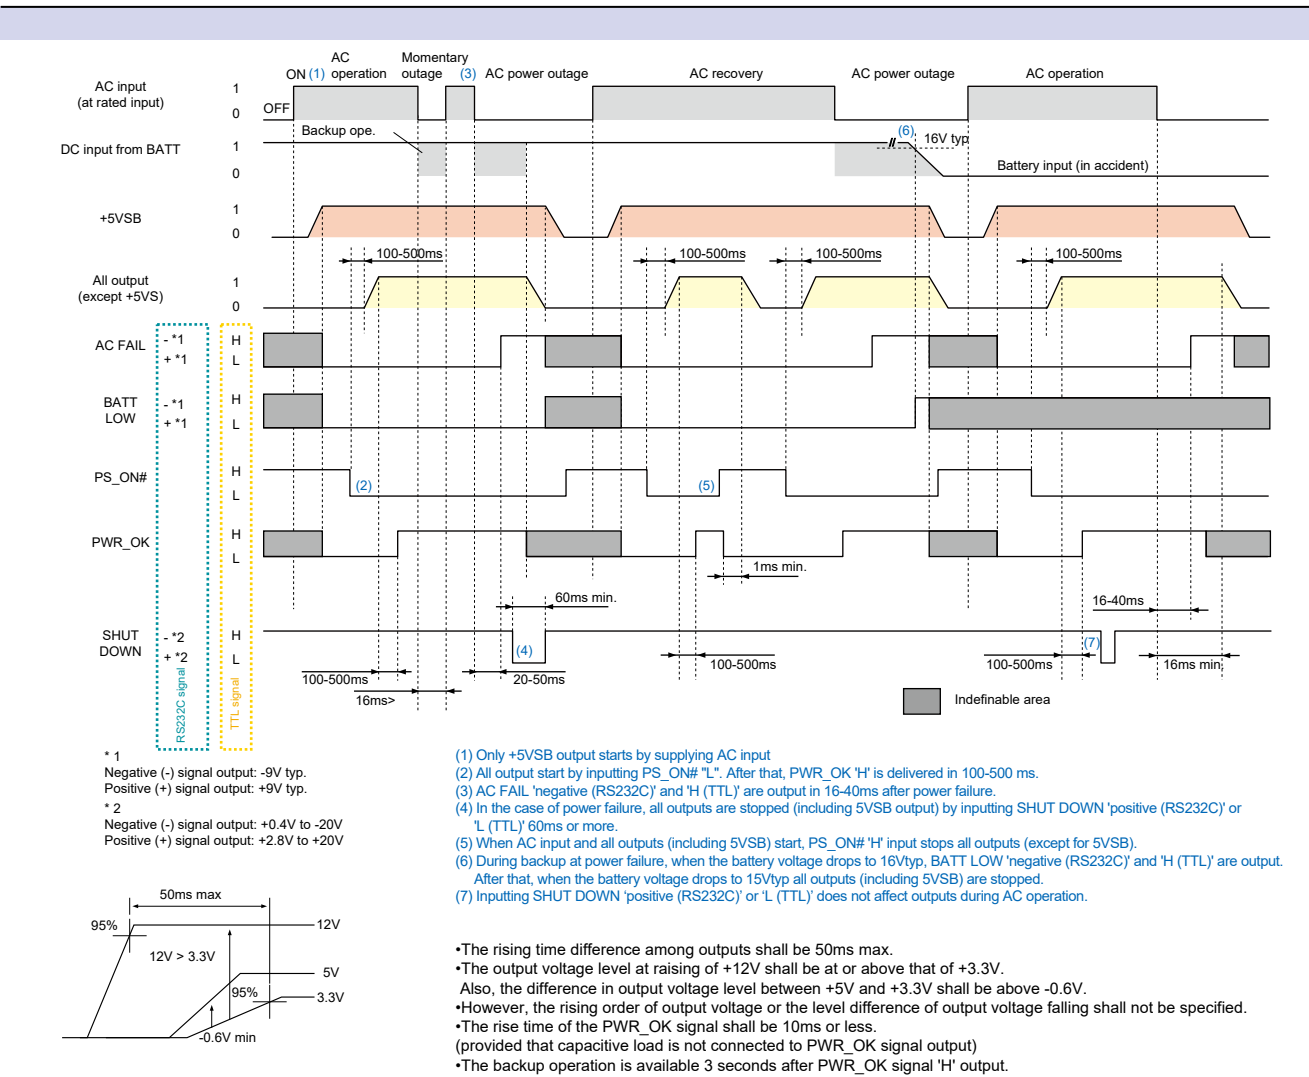 AC
operation
Momentary
outage
ON (1)
(3)
AC power outage
AC recovery
AC power outage
AC operation
AC input
(at rated input)
1
0
OFF
Backup ope.
DC input from BATT
1
0
(6)
16V typ
Battery input (in accident)
+5VSB
1
0
100-500ms
100-500ms
100-500ms
100-500ms
All output
(except +5VS)
1
0
AC FAIL
- *1
+ *1
H
L
BATT
LOW
- *1
+ *1
H
L
PS_ON#
H
L
(2)
(5)
PWR_OK
H
L
1ms min.
60ms min.
16-40ms
SHUT
DOWN
- *2
+ *2
H
L
(4)
(7)
100-500ms
20-50ms
100-500ms
100-500ms
16ms min.
16ms>
RS232C signal
TTL signal
Indefinable area
* 1
Negative (-) signal output: -9V typ.
Positive (+) signal output: +9V typ.
* 2
Negative (-) signal output: +0.4V to -20V
Positive (+) signal output: +2.8V to +20V
(1) Only +5VSB output starts by supplying AC input
(2) All output start by inputting PS_ON# "L". After that, PWR_OK 'H' is delivered in 100-500 ms.
(3) AC FAIL 'negative (RS232C)' and 'H (TTL)' are output in 16-40ms after power failure.
(4) In the case of power failure, all outputs are stopped (including 5VSB output) by inputting SHUT DOWN 'positive (RS232C)' or
'L (TTL)' 60ms or more.
(5) When AC input and all outputs (including 5VSB) start, PS_ON# 'H' input stops all outputs (except for 5VSB).
(6) During backup at power failure, when the battery voltage drops to 16Vtyp, BATT LOW 'negative (RS232C)' and 'H (TTL)' are output.
After that, when the battery voltage drops to 15Vtyp all outputs (including 5VSB) are stopped.
(7) Inputting SHUT DOWN ‘positive (RS232C)’ or ‘L (TTL)’ does not affect outputs during AC operation.
50ms max
95%
12V
12V > 3.3V
5V
95%
3.3V
-0.6V min
•The rising time difference among outputs shall be 50ms max.
•The output voltage level at raising of +12V shall be at or above that of +3.3V.
Also, the difference in output voltage level between +5V and +3.3V shall be above -0.6V.
•However, the rising order of output voltage or the level difference of output voltage falling shall not be specified.
•The rise time of the PWR_OK signal shall be 10ms or less.
(provided that capacitive load is not connected to PWR_OK signal output)
•The backup operation is available 3 seconds after PWR_OK signal 'H' output.